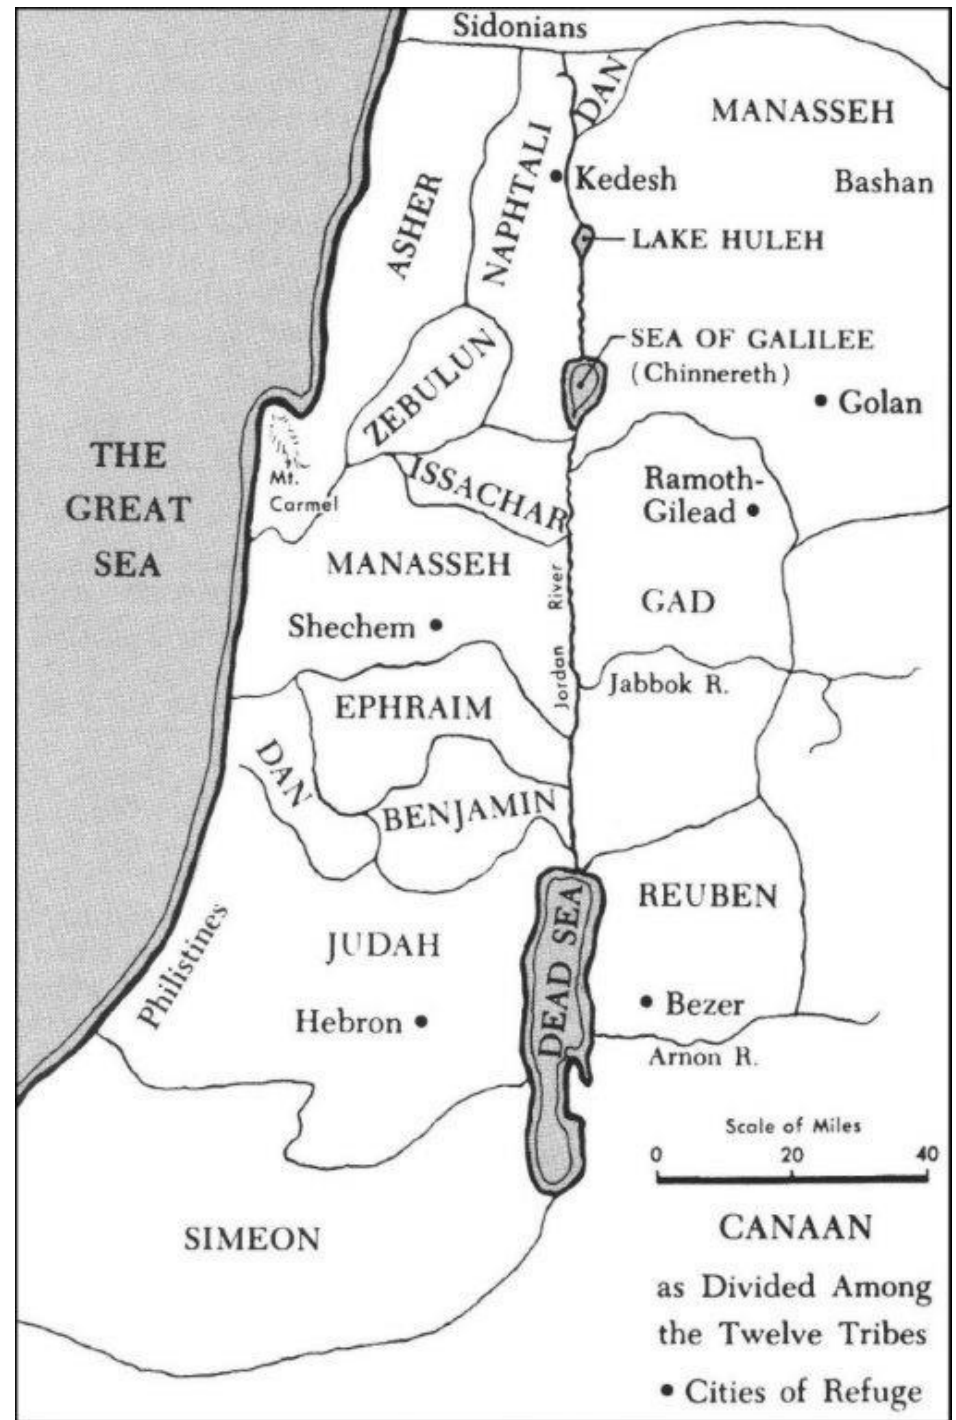 Sidonians
DAN
MANASSEH
ASHER
NAPHTALI
Kedesh
Bashan
LAKE HULEH
SEA OF GALILEE
(Chinnereth)
ZEBULUN
Golan
THE
GREAT
SEA
Mt.
Carmel
ISSACHAR
Ramoth-
Gilead
MANASSEH
Jordan River
GAD
Shechem
Jabbok R.
EPHRAIM
DAN
BENJAMIN
REUBEN
DEAD SEA
Philistines
JUDAH
Hebron
Bezer
Arnon R.
Scale of Miles
0 20 40
SIMEON
CANAAN
as Divided Among
the Twelve Tribes
• Cities of Refuge